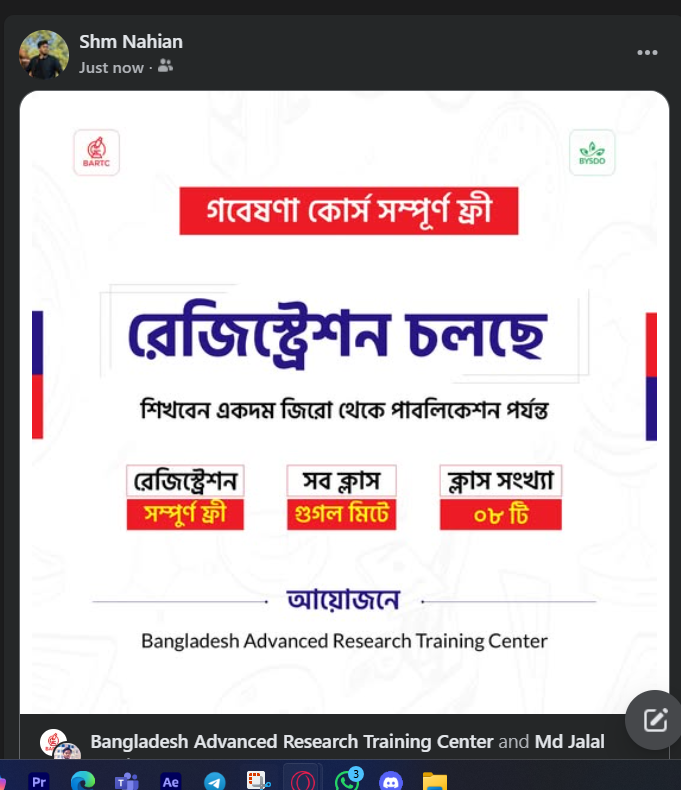 Shm Nahian
Just now ·
BARTC
BYSDO
গবেষণা কোর্স সম্পূর্ণ ফ্রী
রেজিস্ট্রেশন চলছে
শিখবেন একদম জিরো থেকে পাবলিকেশন পর্যন্ত
রেজিস্ট্রেশন সব ক্লাস ক্লাস সংখ্যা
সম্পুর্ণ ফ্রী গুগল মিটে ০৮ টি
আয়োজনে
Bangladesh Advanced Research Training Center
Bangladesh Advanced Research Training Center and Md Jalal
Pr Ae 3